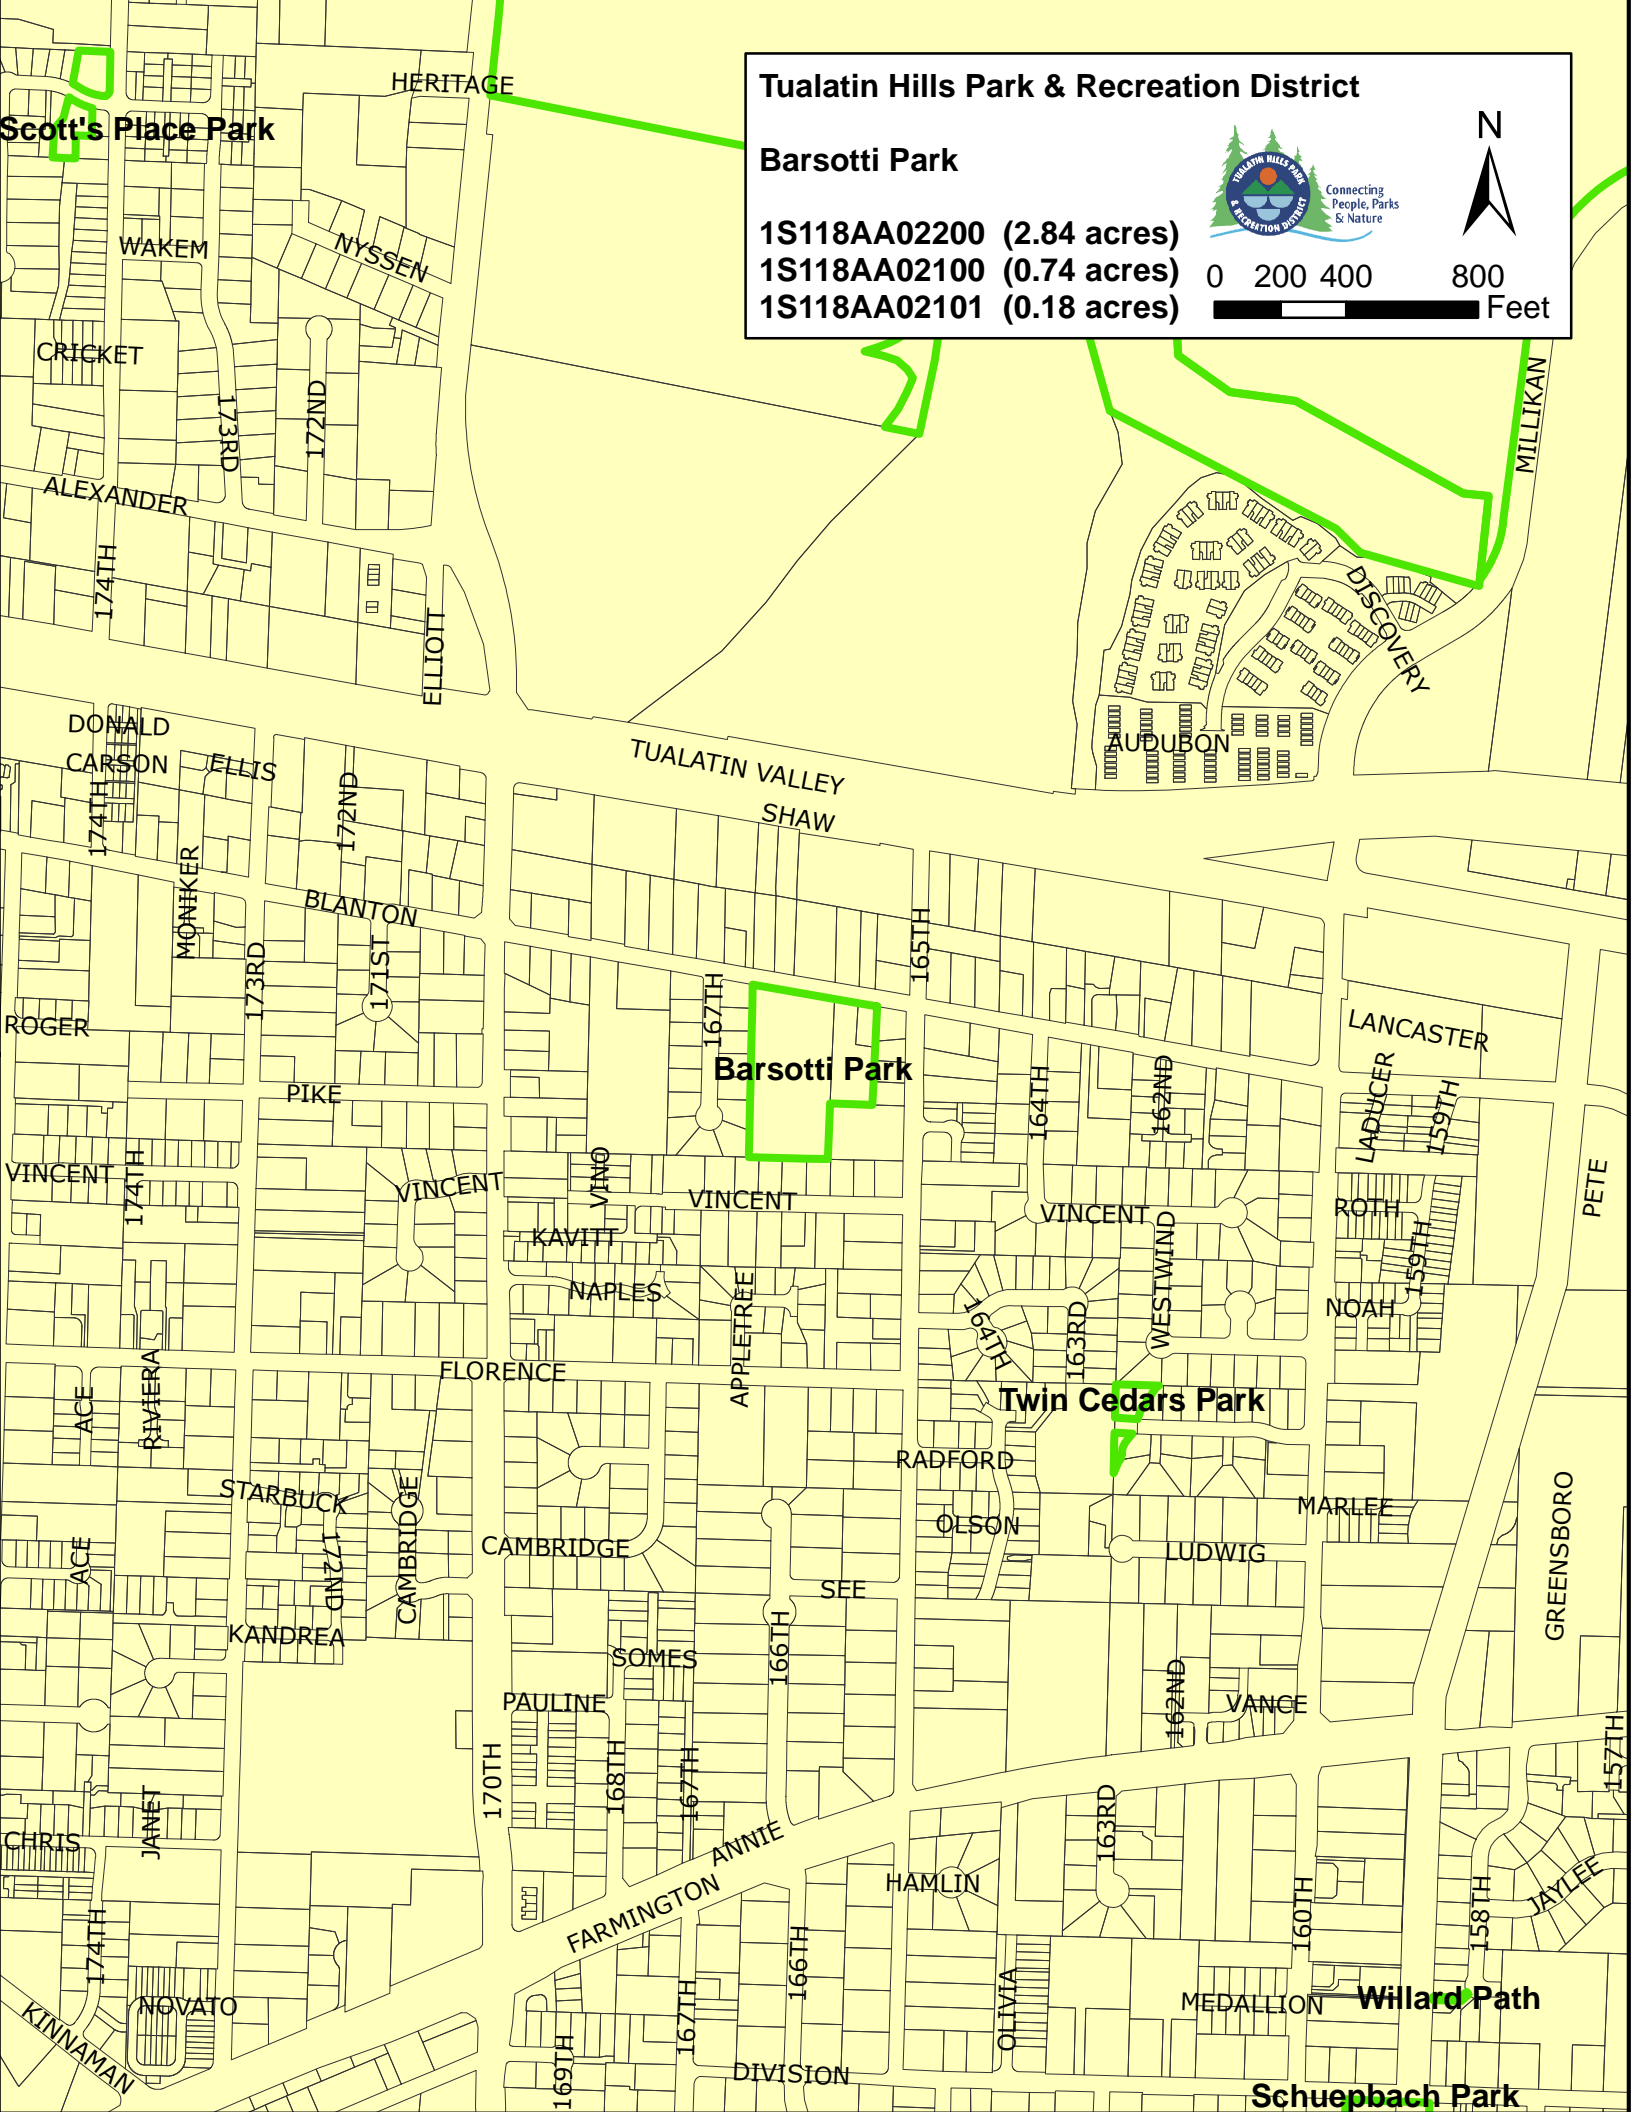 HERITAGE
Tualatin Hills Park & Recreation District
Barsotti Park
1S118AA02200 (2.84 acres)
1S118AA02100 (0.74 acres)
1S118AA02101 (0.18 acres)
TUALATIN HILLS PARK
& RECREATION DISTRICT
Connecting
People, Parks
& Nature
N
0 200 400 800
Feet
Scott's Place Park
WAKEM
NYSSEN
CRICKET
173RD
172ND
MILLIKAN
ALEXANDER
174TH
ELLIOTT
DISCOVERY
DONALD
CARSON
ELLIS
174TH
172ND
TUALATIN VALLEY
SHAW
AUDUBON
MONIKER
BLANTON
173RD
171ST
165TH
167TH
ROGER
LANCASTER
Barsotti Park
PIKE
164TH
162ND
LADUCER
159TH
VINCENT
174TH
VINCENT
VINO
VINCENT
VINCENT
WESTWIND
ROTH
PETE
KAVITT
159TH
NAPLES
APPLETREE
164TH
163RD
NOAH
FLORENCE
ACE
RIVIERA
Twin Cedars Park
RADFORD
STARBUCK
172ND
CAMBRIDGE
CAMBRIDGE
OLSON
MARLEE
LUDWIG
GREENSBORO
ACE
SEE
KANDREA
SOMES
166TH
PAULINE
162ND
VANCE
170TH
168TH
167TH
157TH
JANET
CHRIS
ANNIE
163RD
FARMINGTON
HAMLIN
160TH
158TH
JAYLEE
174TH
166TH
NOVATO
KINNAMAN
167TH
OLIVIA
MEDALLION
Willard Path
169TH
DIVISION
Schuepbach Park